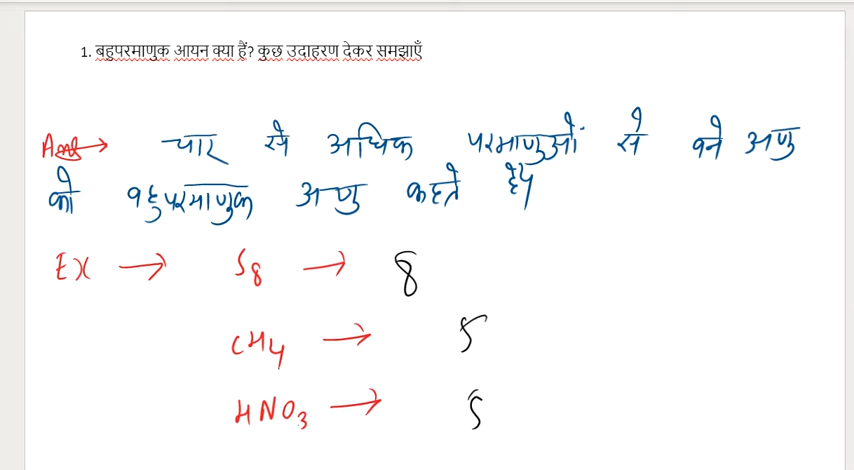 1. बहुपरमाणुक आयन क्या हैं? कुछ उदाहरण देकर समझाएँ
Ans → चार से अधिक परमाणुओं से बने अणु
को बहुपरमाणुक अणु कहते है।
Ex → S₈ → 8
CH₄ → 5
HNO₃ → 5